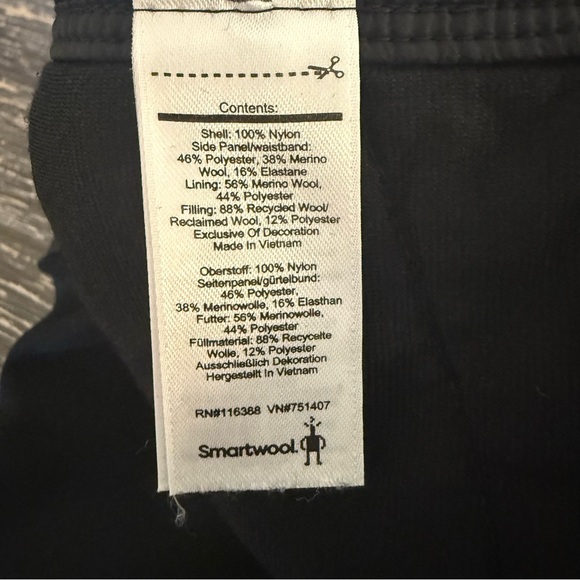 Contents:
Shell: 100% Nylon
Side Panel/waistband:
46% Polyester, 38% Merino
Wool, 16% Elastane
Lining: 56% Merino Wool,
44% Polyester
Filling: 88% Recycled Wool/
Reclaimed Wool, 12% Polyester
Exclusive Of Decoration
Made In Vietnam
Oberstoff: 100% Nylon
Seitenpanel/gürtelbund:
46% Polyester,
38% Merinowolle, 16% Elasthan
Futter: 56% Merinowolle,
44% Polyester
Füllmaterial: 88% Recycelte
Wolle, 12% Polyester
Ausschließlich Dekoration
Hergestellt In Vietnam
RN#116388 VN#751407
Smartwool